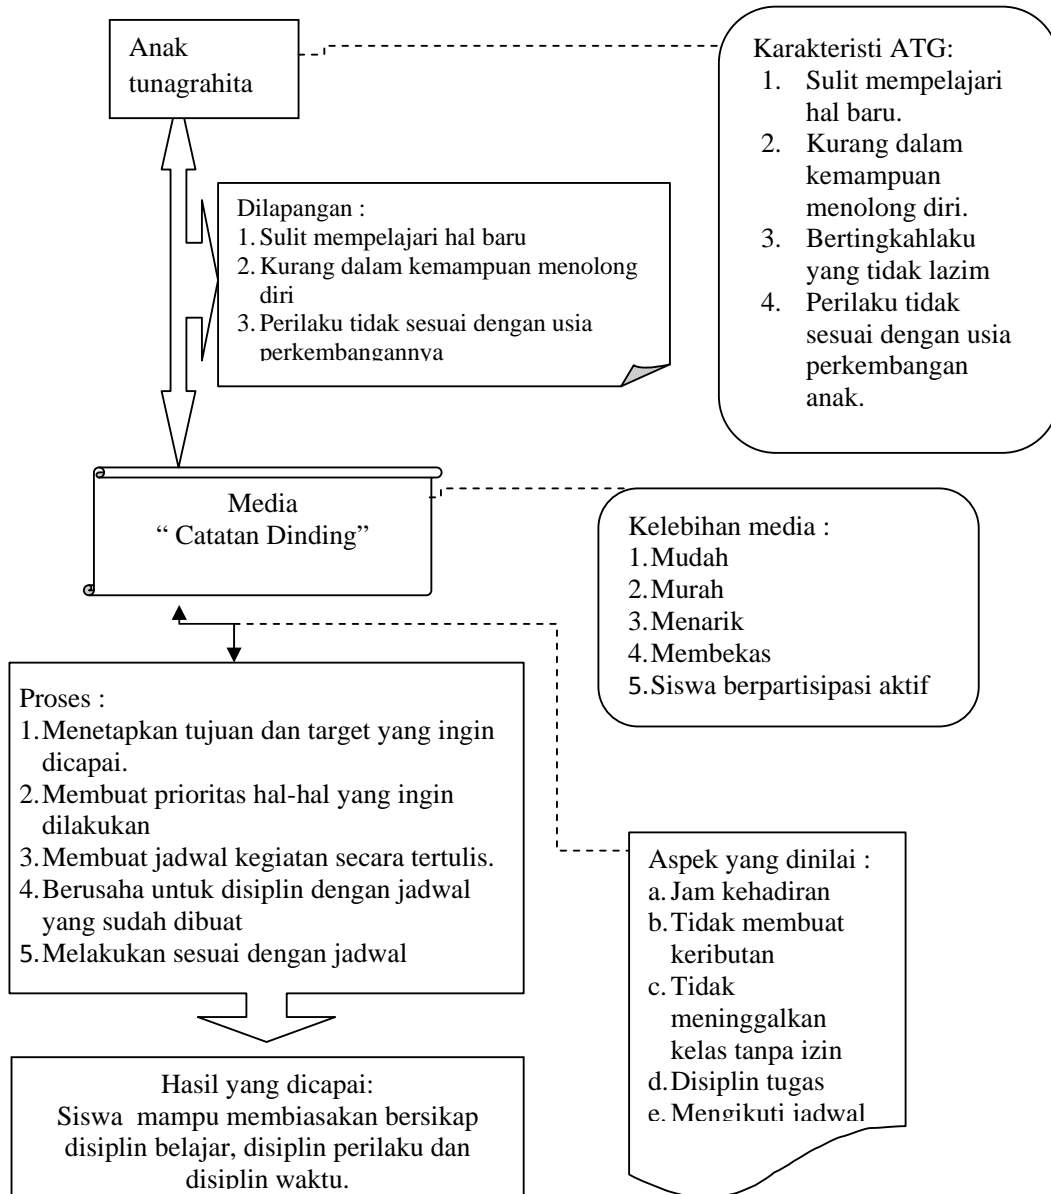 Anak
tunagrahita
Karakteristi ATG:
1. Sulit mempelajari
hal baru.
2. Kurang dalam
kemampuan
menolong diri.
3. Bertingkahlaku
yang tidak lazim
4. Perilaku tidak
sesuai dengan usia
perkembangan
anak.
Dilapangan :
1. Sulit mempelajari hal baru
2. Kurang dalam kemampuan menolong
diri
3. Perilaku tidak sesuai dengan usia
perkembangannya
Media
“ Catatan Dinding”
Kelebihan media :
1. Mudah
2. Murah
3. Menarik
4. Membekas
5. Siswa berpartisipasi aktif
Proses :
1. Menetapkan tujuan dan target yang ingin
dicapai.
2. Membuat prioritas hal-hal yang ingin
dilakukan
3. Membuat jadwal kegiatan secara tertulis.
4. Berusaha untuk disiplin dengan jadwal
yang sudah dibuat
5. Melakukan sesuai dengan jadwal
Aspek yang dinilai :
a. Jam kehadiran
b. Tidak membuat
keributan
c. Tidak
meninggalkan
kelas tanpa izin
d. Disiplin tugas
e. Mengikuti jadwal
Hasil yang dicapai:
Siswa mampu membiasakan bersikap
disiplin belajar, disiplin perilaku dan
disiplin waktu.